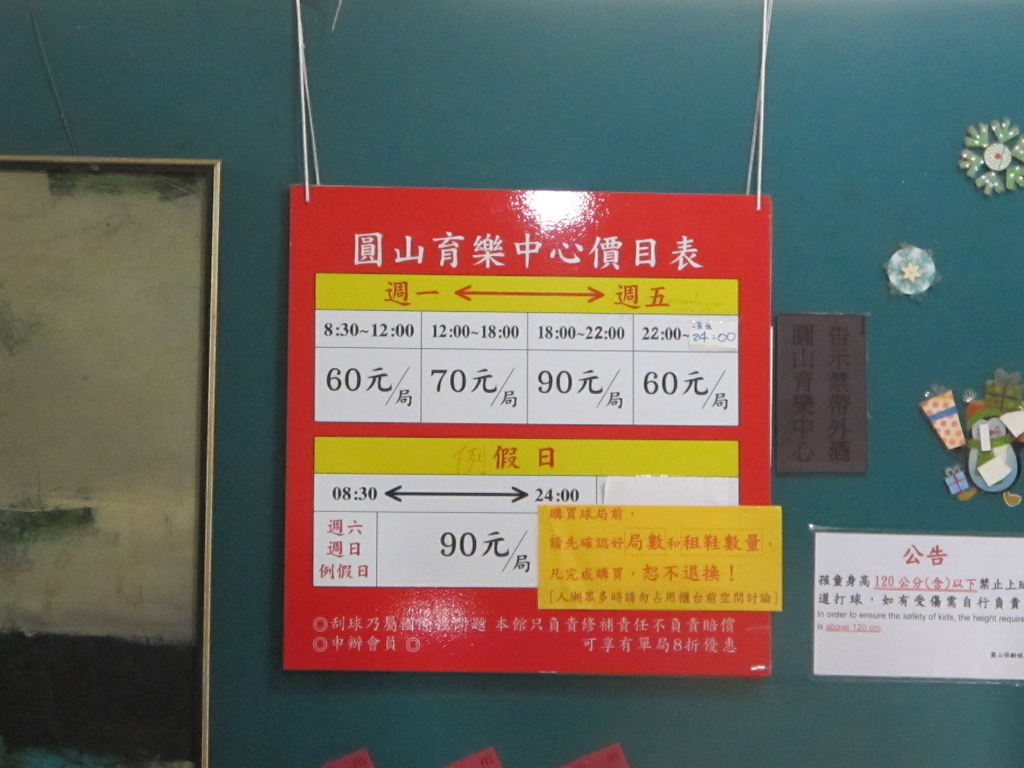 圓山育樂中心價目表
週一 週五
8:30~12:00 12:00~18:00 18:00~22:00 22:00~24:00
60元/局 70元/局 90元/局 60元/局
假日
08:30 24:00
週六
週日
例假日
90元/局
購買球局前，
請先確認好局數和租鞋數量，
凡完成購買，恕不退換！
[人潮眾多時請勿占用櫃台前空間討論]
◎刮球乃屬 問題 本館只負責修補責任不負責賠償
◎申辦會員◎ 可享有單局8折優惠
告示禁帶外酒
圓山育樂中心
公告
孩童身高120公分(含)以下禁止上球
道打球，如有受傷需自行負責
In order to ensure the safety of kids, the height require
is above 120 cm.